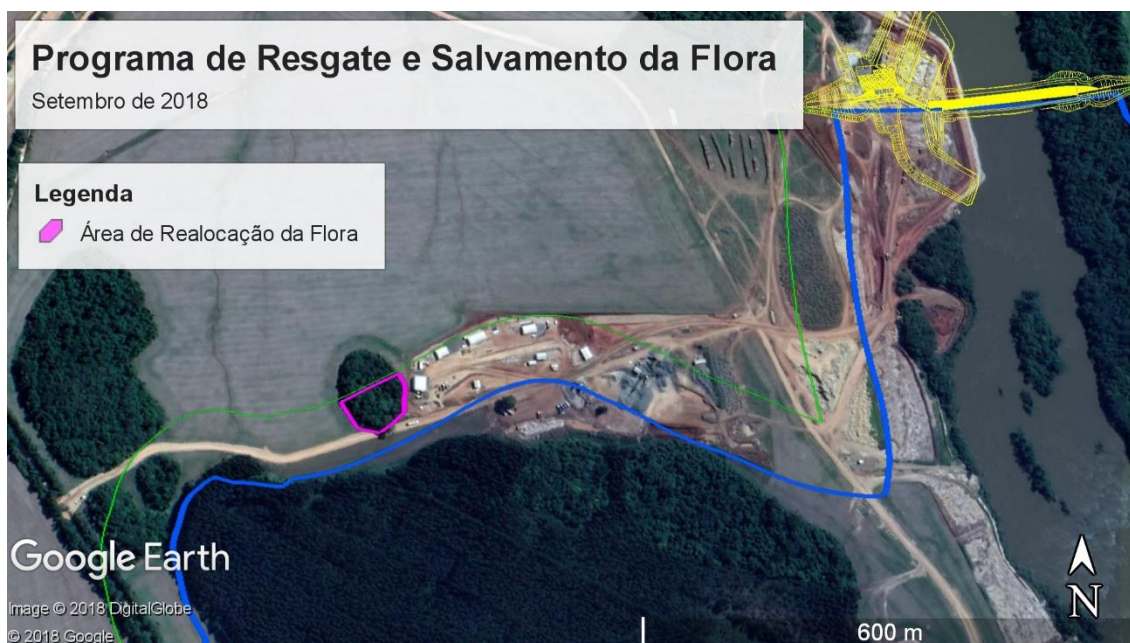 Programa de Resgate e Salvamento da Flora
Setembro de 2018
Legenda
Área de Realocação da Flora
Google Earth
Image © 2018 DigitalGlobe
© 2018 Google
600 m
N